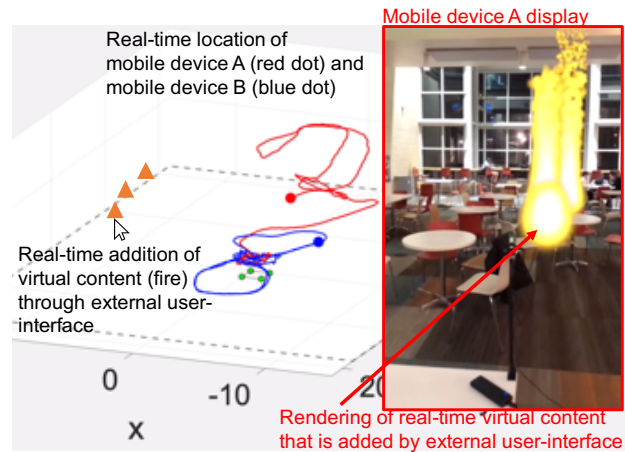 Mobile device A display
Real-time location of
mobile device A (red dot) and
mobile device B (blue dot)
Real-time addition of
virtual content (fire)
through external user-
interface
0
-10
20
x
Rendering of real-time virtual content
that is added by external user-interface